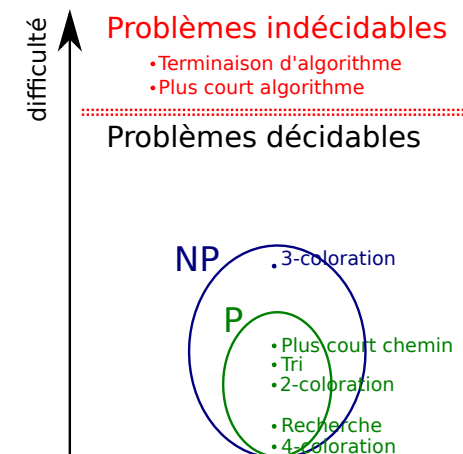 difficulté
Problèmes indécidables
•Terminaison d'algorithme
•Plus court algorithme
Problèmes décidables
NP
•3-coloration
P
•Plus court chemin
•Tri
•2-coloration
•Recherche
•4-coloration